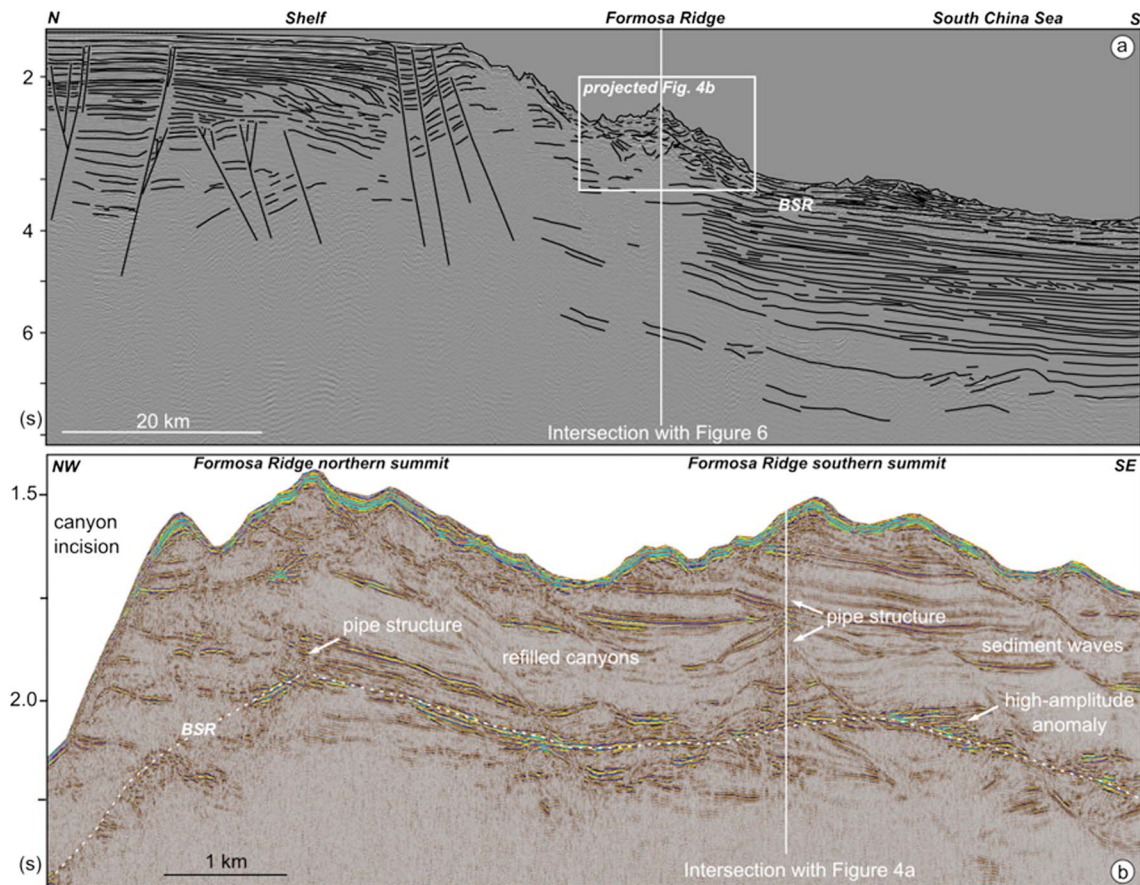 N Shelf Formosa Ridge South China Sea S
a
2
projected Fig. 4b
BSR
4
6
(s)
20 km
Intersection with Figure 6
NW Formosa Ridge northern summit Formosa Ridge southern summit SE
1.5
canyon
incision
pipe structure
pipe structure
refilled canyons
sediment waves
2.0
BSR
high-amplitude
anomaly
(s)
1 km
Intersection with Figure 4a
b